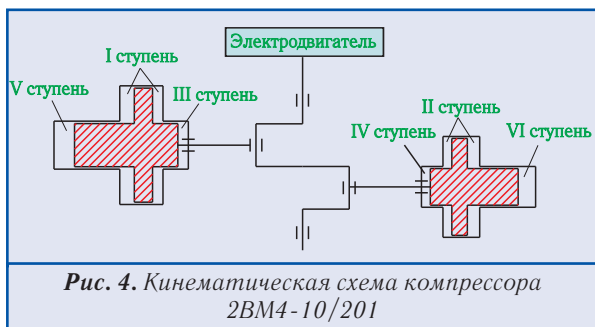 Электродвигатель
I ступень
V ступень
III ступень
II ступень
IV ступень
VI ступень
Рис. 4. Кинематическая схема компрессора
2ВМ4-10/201